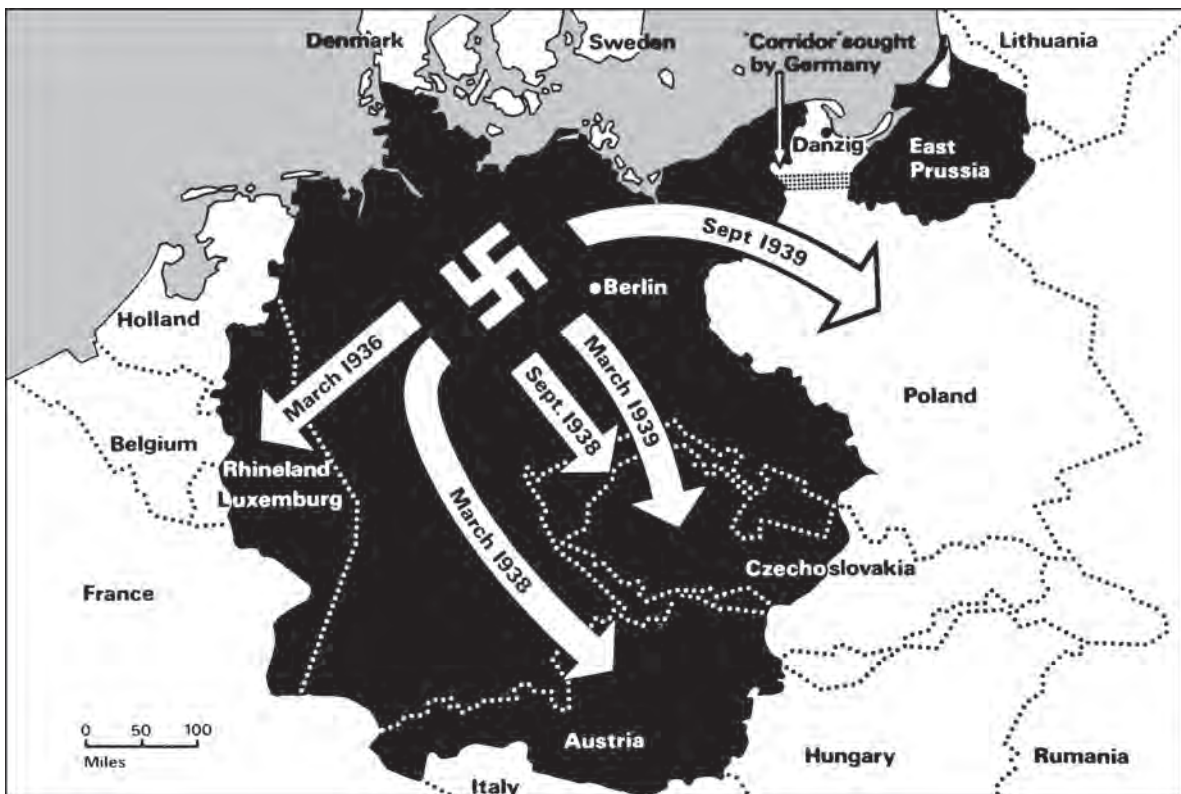 Denmark
Sweden
'Corridor' sought
by Germany
Lithuania
Danzig
East
Prussia
Sept 1939
Berlin
Holland
March 1936
Sept. 1938
March 1939
Poland
Belgium
Rhineland
Luxemburg
March 1938
Czechoslovakia
France
0 50 100
Miles
Austria
Hungary
Rumania
Italy